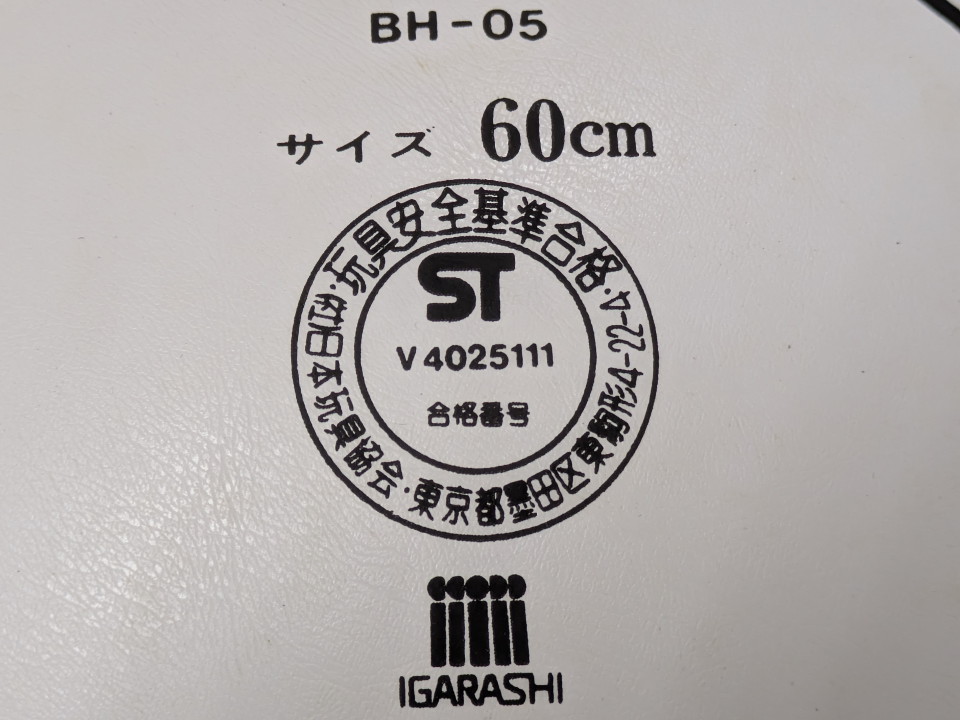 BH-05
サイズ 60cm
玩具安全基準合格
ST
V4025111
合格番号
(社)日本玩具協会・東京都墨田区東駒形4-22-4
IGARASHI